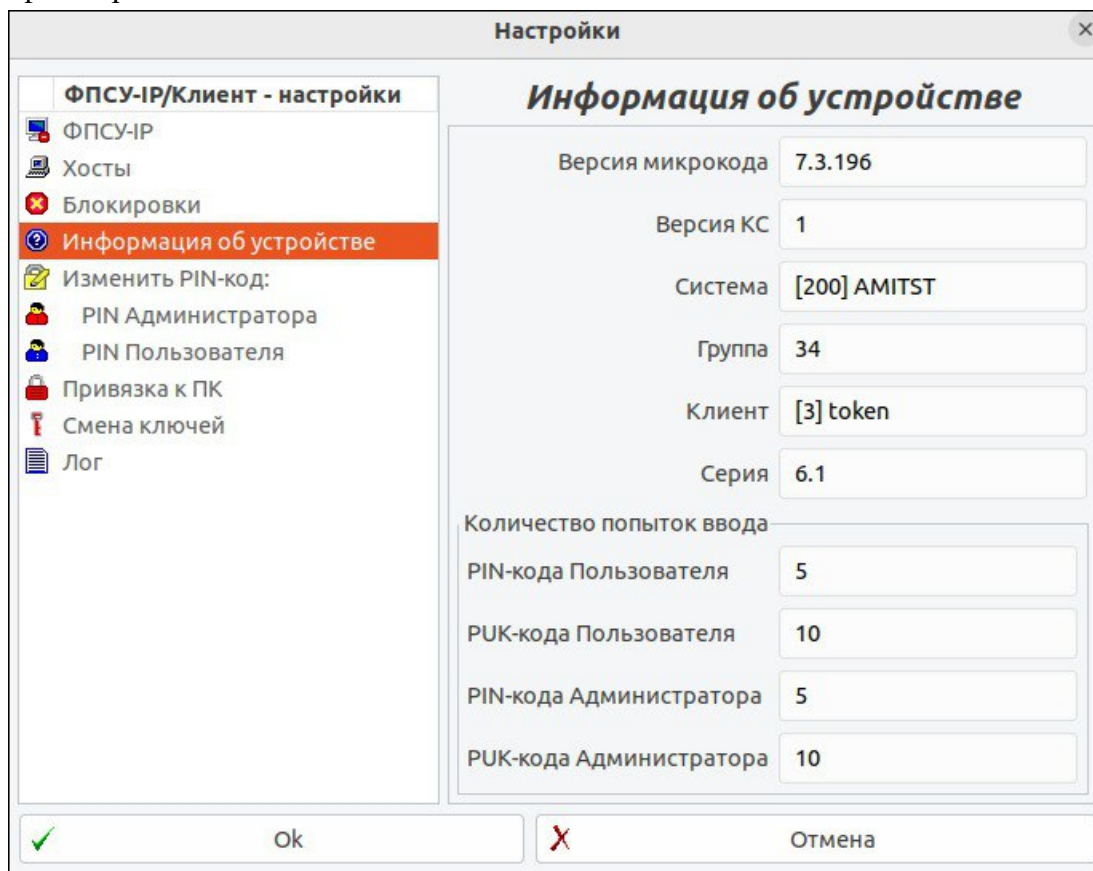 Настройки
ФПСУ-IP/Клиент - настройки
ФПСУ-IP
Хосты
Блокировки
Информация об устройстве
Изменить PIN-код:
PIN Администратора
PIN Пользователя
Привязка к ПК
Смена ключей
Лог
Информация об устройстве
Версия микрокода 7.3.196
Версия КС 1
Система [200] AMITST
Группа 34
Клиент [3] token
Серия 6.1
Количество попыток ввода
PIN-кода Пользователя 5
PUK-кода Пользователя 10
PIN-кода Администратора 5
PUK-кода Администратора 10
Ok
Отмена